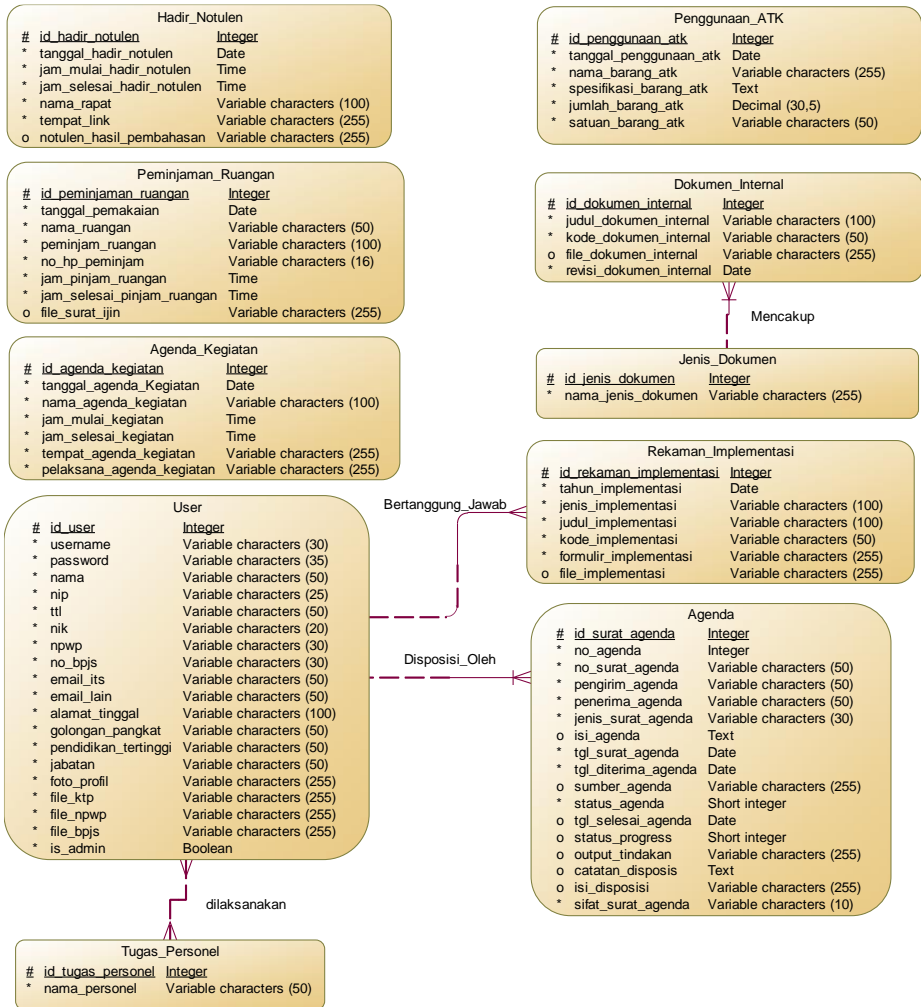 Hadir_Notulen
# id_hadir_notulen Integer
* tanggal_hadir_notulen Date
* jam_mulai_hadir_notulen Time
* jam_selesai_hadir_notulen Time
* nama_rapat Variable characters (100)
* tempat_link Variable characters (255)
o notulen_hasil_pembahasan Variable characters (255)
Penggunaan_ATK
# id_penggunaan_atk Integer
* tanggal_penggunaan_atk Date
* nama_barang_atk Variable characters (255)
* spesifikasi_barang_atk Text
* jumlah_barang_atk Decimal (30,5)
* satuan_barang_atk Variable characters (50)
Peminjaman_Ruangan
# id_peminjaman_ruangan Integer
* tanggal_pemakaian Date
* nama_ruangan Variable characters (50)
* peminjam_ruangan Variable characters (100)
* no_hp_peminjam Variable characters (16)
* jam_pinjam_ruangan Time
* jam_selesai_pinjam_ruangan Time
o file_surat_ijin Variable characters (255)
Dokumen_Internal
# id_dokumen_internal Integer
* judul_dokumen_internal Variable characters (100)
* kode_dokumen_internal Variable characters (50)
o file_dokumen_internal Variable characters (255)
* revisi_dokumen_internal Date
Mencakup
Agenda_Kegiatan
# id_agenda_kegiatan Integer
* tanggal_agenda_Kegiatan Date
* nama_agenda_kegiatan Variable characters (100)
* jam_mulai_kegiatan Time
* jam_selesai_kegiatan Time
* tempat_agenda_kegiatan Variable characters (255)
* pelaksana_agenda_kegiatan Variable characters (255)
Jenis_Dokumen
# id_jenis_dokumen Integer
* nama_jenis_dokumen Variable characters (255)
Rekaman_Implementasi
# id_rekaman_implementasi Integer
* tahun_implementasi Date
* jenis_implementasi Variable characters (100)
* judul_implementasi Variable characters (100)
* kode_implementasi Variable characters (50)
* formulir_implementasi Variable characters (255)
o file_implementasi Variable characters (255)
Bertanggung_Jawab
User
# id_user Integer
* username Variable characters (30)
* password Variable characters (35)
* nama Variable characters (50)
* nip Variable characters (25)
* ttl Variable characters (50)
* nik Variable characters (20)
* npwp Variable characters (30)
* no_bpjs Variable characters (30)
* email_its Variable characters (50)
* email_lain Variable characters (50)
* alamat_tinggal Variable characters (100)
* golongan_pangkat Variable characters (50)
* pendidikan_tertinggi Variable characters (50)
* jabatan Variable characters (50)
* foto_profil Variable characters (255)
* file_ktp Variable characters (255)
* file_npwp Variable characters (255)
* file_bpjs Variable characters (255)
* is_admin Boolean
Disposisi_Oleh
Agenda
# id_surat_agenda Integer
* no_agenda Integer
* no_surat_agenda Variable characters (50)
* pengirim_agenda Variable characters (50)
* penerima_agenda Variable characters (50)
* jenis_surat_agenda Variable characters (30)
o isi_agenda Text
* tgl_surat_agenda Date
* tgl_diterima_agenda Date
o sumber_agenda Variable characters (255)
* status_agenda Short integer
o tgl_selesai_agenda Date
o status_progress Short integer
o output_tindakan Variable characters (255)
o catatan_disposis Text
o isi_disposisi Variable characters (255)
* sifat_surat_agenda Variable characters (10)
dilaksanakan
Tugas_Personel
# id_tugas_personel Integer
* nama_personel Variable characters (50)